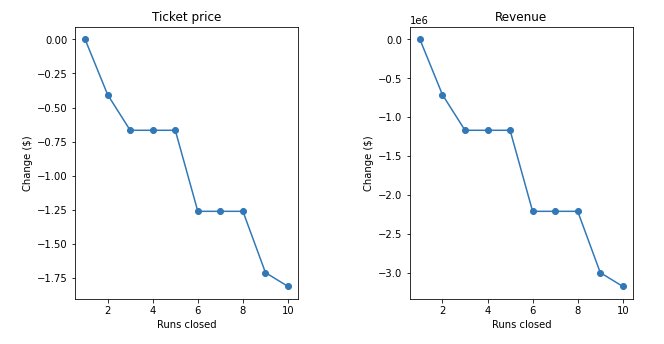 Ticket price
0.00
−0.25
−0.50
−0.75
−1.00
−1.25
−1.50
−1.75
Change ($)
2 4 6 8 10
Runs closed
Revenue
1e6
0.0
−0.5
−1.0
−1.5
−2.0
−2.5
−3.0
Change ($)
2 4 6 8 10
Runs closed